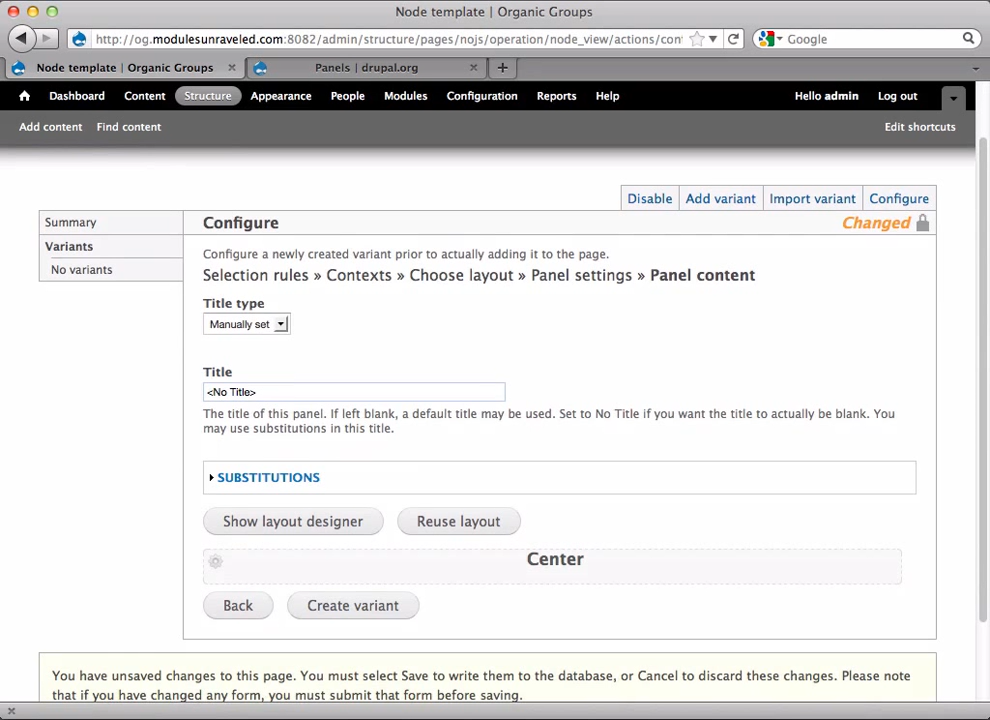 Node template | Organic Groups
http://og.modulesunraveled.com:8082/admin/structure/pages/nojs/operation/node_view/actions/con
Google
Node template | Organic Groups
Panels | drupal.org
Dashboard Content Structure Appearance People Modules Configuration Reports Help Hello admin Log out
Add content Find content Edit shortcuts
Disable Add variant Import variant Configure
Summary
Variants
No variants
Configure Changed
Configure a newly created variant prior to actually adding it to the page.
Selection rules » Contexts » Choose layout » Panel settings » Panel content
Title type
Manually set
Title
<No Title>
The title of this panel. If left blank, a default title may be used. Set to No Title if you want the title to actually be blank. You
may use substitutions in this title.
SUBSTITUTIONS
Show layout designer Reuse layout
Center
Back Create variant
You have unsaved changes to this page. You must select Save to write them to the database, or Cancel to discard these changes. Please note
that if you have changed any form, you must submit that form before saving.